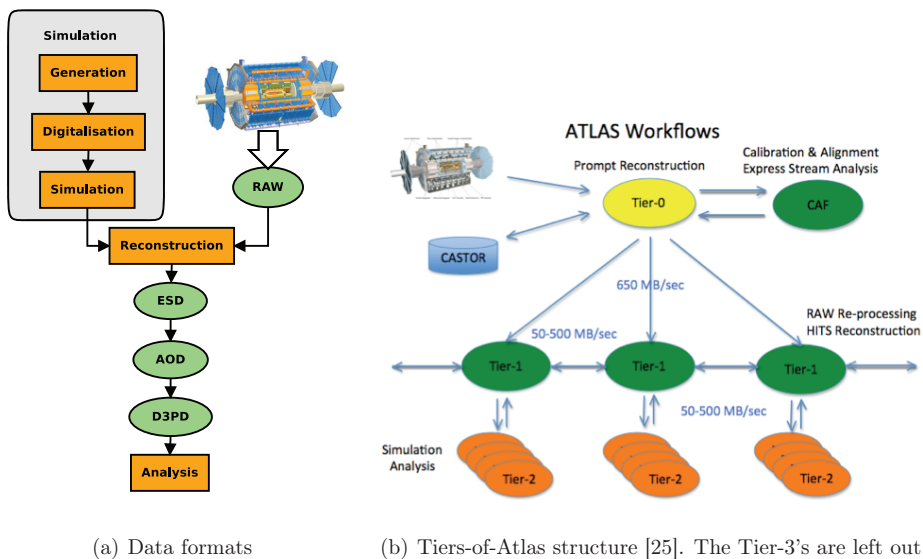 Simulation
Generation
Digitalisation
Simulation
RAW
Reconstruction
ESD
AOD
D3PD
Analysis
(a) Data formats
ATLAS Workflows
Prompt Reconstruction
Calibration & Alignment
Express Stream Analysis
Tier-0
CAF
CASTOR
650 MB/sec
RAW Re-processing
HITS Reconstruction
50-500 MB/sec
Tier-1
Tier-1
Tier-1
50-500 MB/sec
Simulation
Analysis
Tier-2
Tier-2
Tier-2
(b) Tiers-of-Atlas structure [25]. The Tier-3's are left out